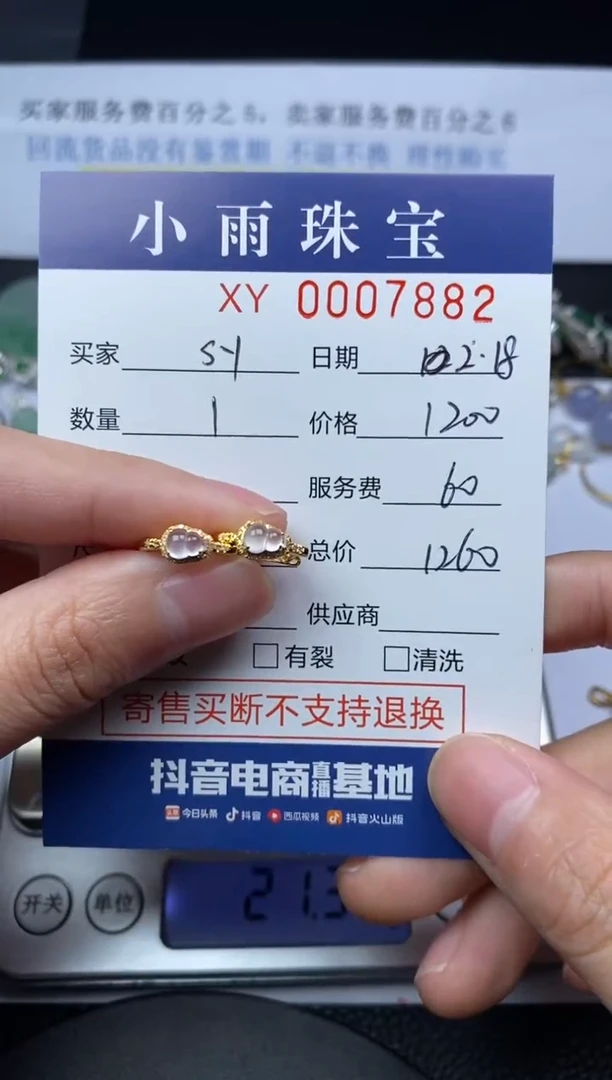 买家服务费百分之5, 卖家服务费百分之6
回流货品没有鉴赏期 不退不换 理性购买
小雨珠宝
XY 0007882
买家 SY 日期 2.18
数量 1 价格 1200
服务费 60
总价 1260
供应商
有裂 清洗
寄售买断不支持退换
抖音电商直播基地
今日头条 抖音 西瓜视频 抖音火山版
开关 单位 21.3